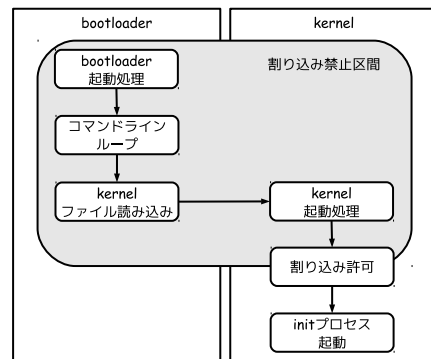 bootloader
kernel
割り込み禁止区間
bootloader
起動処理
コマンドライン
ループ
kernel
ファイル読み込み
kernel
起動処理
割り込み許可
initプロセス
起動